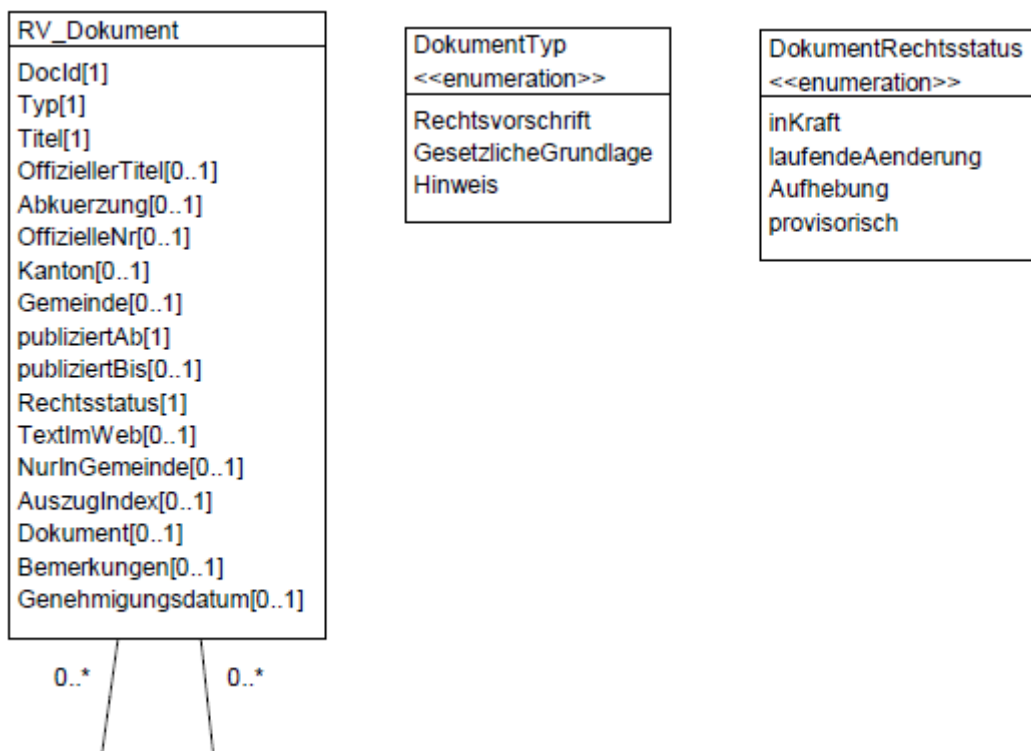 RV_Dokument
DocId[1]
Typ[1]
Titel[1]
OffiziellerTitel[0..1]
Abkuerzung[0..1]
OffizielleNr[0..1]
Kanton[0..1]
Gemeinde[0..1]
publiziertAb[1]
publiziertBis[0..1]
Rechtsstatus[1]
TextImWeb[0..1]
NurInGemeinde[0..1]
AuszugIndex[0..1]
Dokument[0..1]
Bemerkungen[0..1]
Genehmigungsdatum[0..1]
0..*
0..*
DokumentTyp
<<enumeration>>
Rechtsvorschrift
GesetzlicheGrundlage
Hinweis
DokumentRechtsstatus
<<enumeration>>
inKraft
laufendeAenderung
Aufhebung
provisorisch